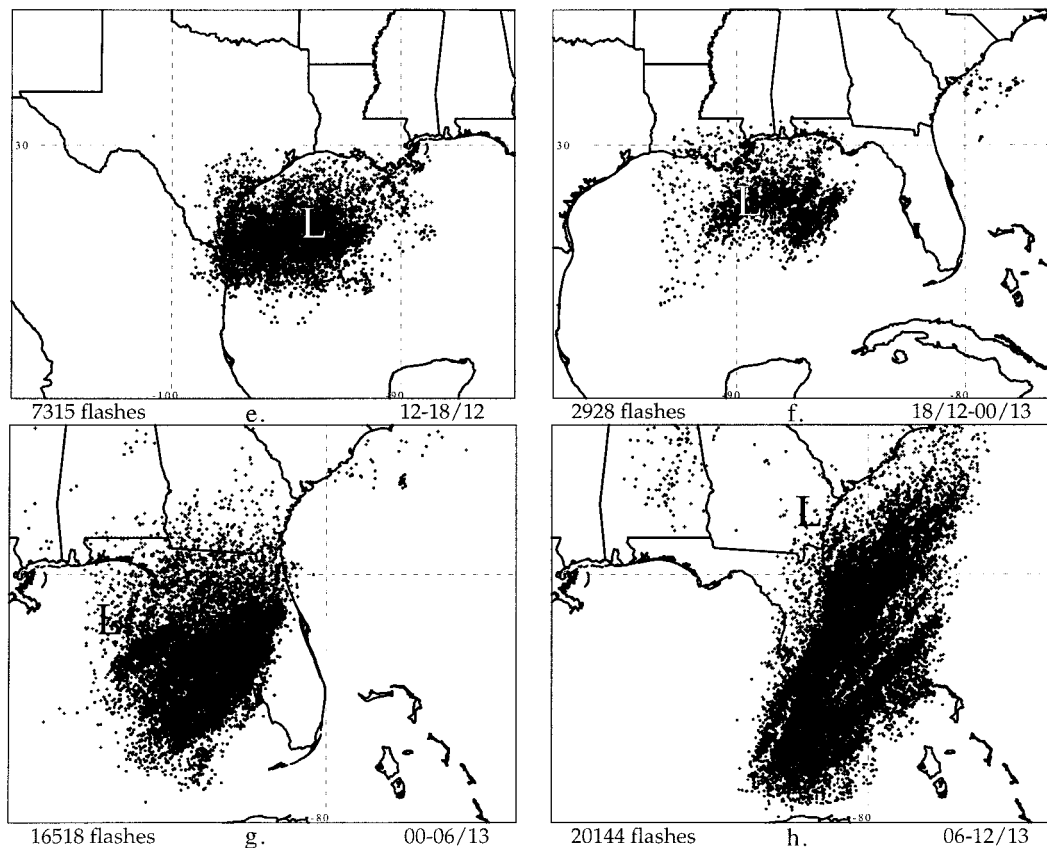 30
L
-100
-90
7315 flashes e. 12-18/12
30
L
-90
-80
2928 flashes f. 18/12-00/13
L
-80
16518 flashes g. 00-06/13
L
-80
20144 flashes h. 06-12/13